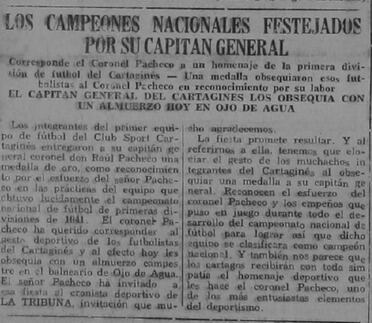 LOS CAMPEONES NACIONALES FESTEJADOS
POR SU CAPITAN GENERAL
Corresponde el Coronel Pacheco a un homenaje de la primera divi
sión de futbol del Cartaginés — Una medalla obsequiaron esos fut-
bolistas al Coronel Pacheco en reconocimiento por su labor
EL CAPITAN GENERAL DEL CARTAGINES LOS OBSEQUIA CON
UN ALMUERZO HOY EN OJO DE AGUA
Los integrantes del primer equi-
po de fútbol del Club Sport Car-
taginés entregaron a su capitán ge
neral coronel don Raúl Pacheco una
medalla de oro, como reconocimien
to por el esfuerzo del señor Pache
co en las prácticas del equipo que
obtuvo lucidamente el campeonato
nacional de fútbol de primeras di-
visiones de 1941. El coronel Pa-
checo ha querido corresponder al
gesto deportivo de los futbolistas
del Cartaginés y al efecto hoy les
obsequia con un almuerzo campes
tre en el balneario de Ojo de Agua.
El señor Pacheco ha invitado a
esa fiesta al cronista deportivo de
LA TRIBUNA, invitación que mu-
cho agradecemos.
La fiesta promete resultar. Y al
referirnos a ella, tenemos que elo-
ciar el gesto de los muchachos in
tegrantes del Cartaginés al obse-
quiar una medalla a su capitán ge
neral. Reconocen el esfuerzo del
coronel Pacheco y los empeños que
puso en juego durante todo el de-
sarrollo del campeonato nacional de
fútbol para lograr así que dicho
equipo se clasificara como campeón
nacional. Y también nos parece que
los cartagos recibirán con todo sim
patía el homenaje deportivo que
les hace el coronel Pacheco, uno
de los más entusiastas elementos
del deportismo.